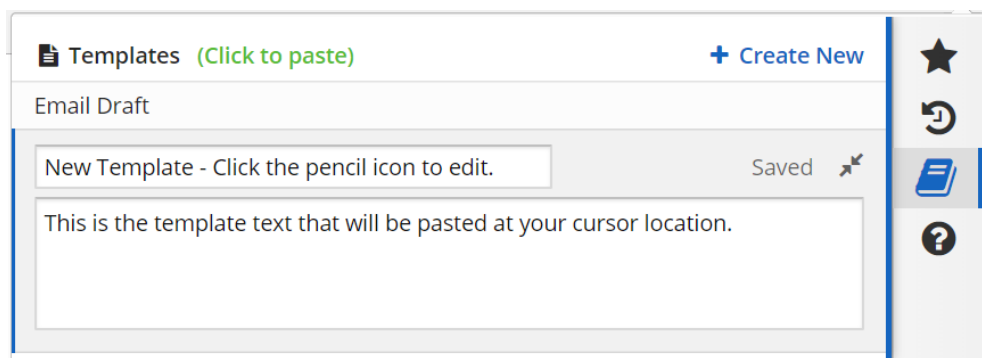 Templates (Click to paste) + Create New
Email Draft
New Template - Click the pencil icon to edit. Saved
This is the template text that will be pasted at your cursor location.